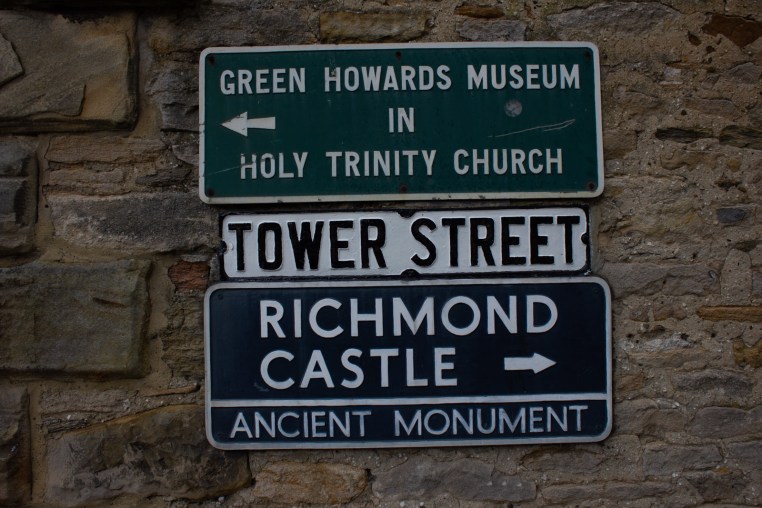 GREEN HOWARDS MUSEUM
IN
HOLY TRINITY CHURCH
TOWER STREET
RICHMOND
CASTLE
ANCIENT MONUMENT